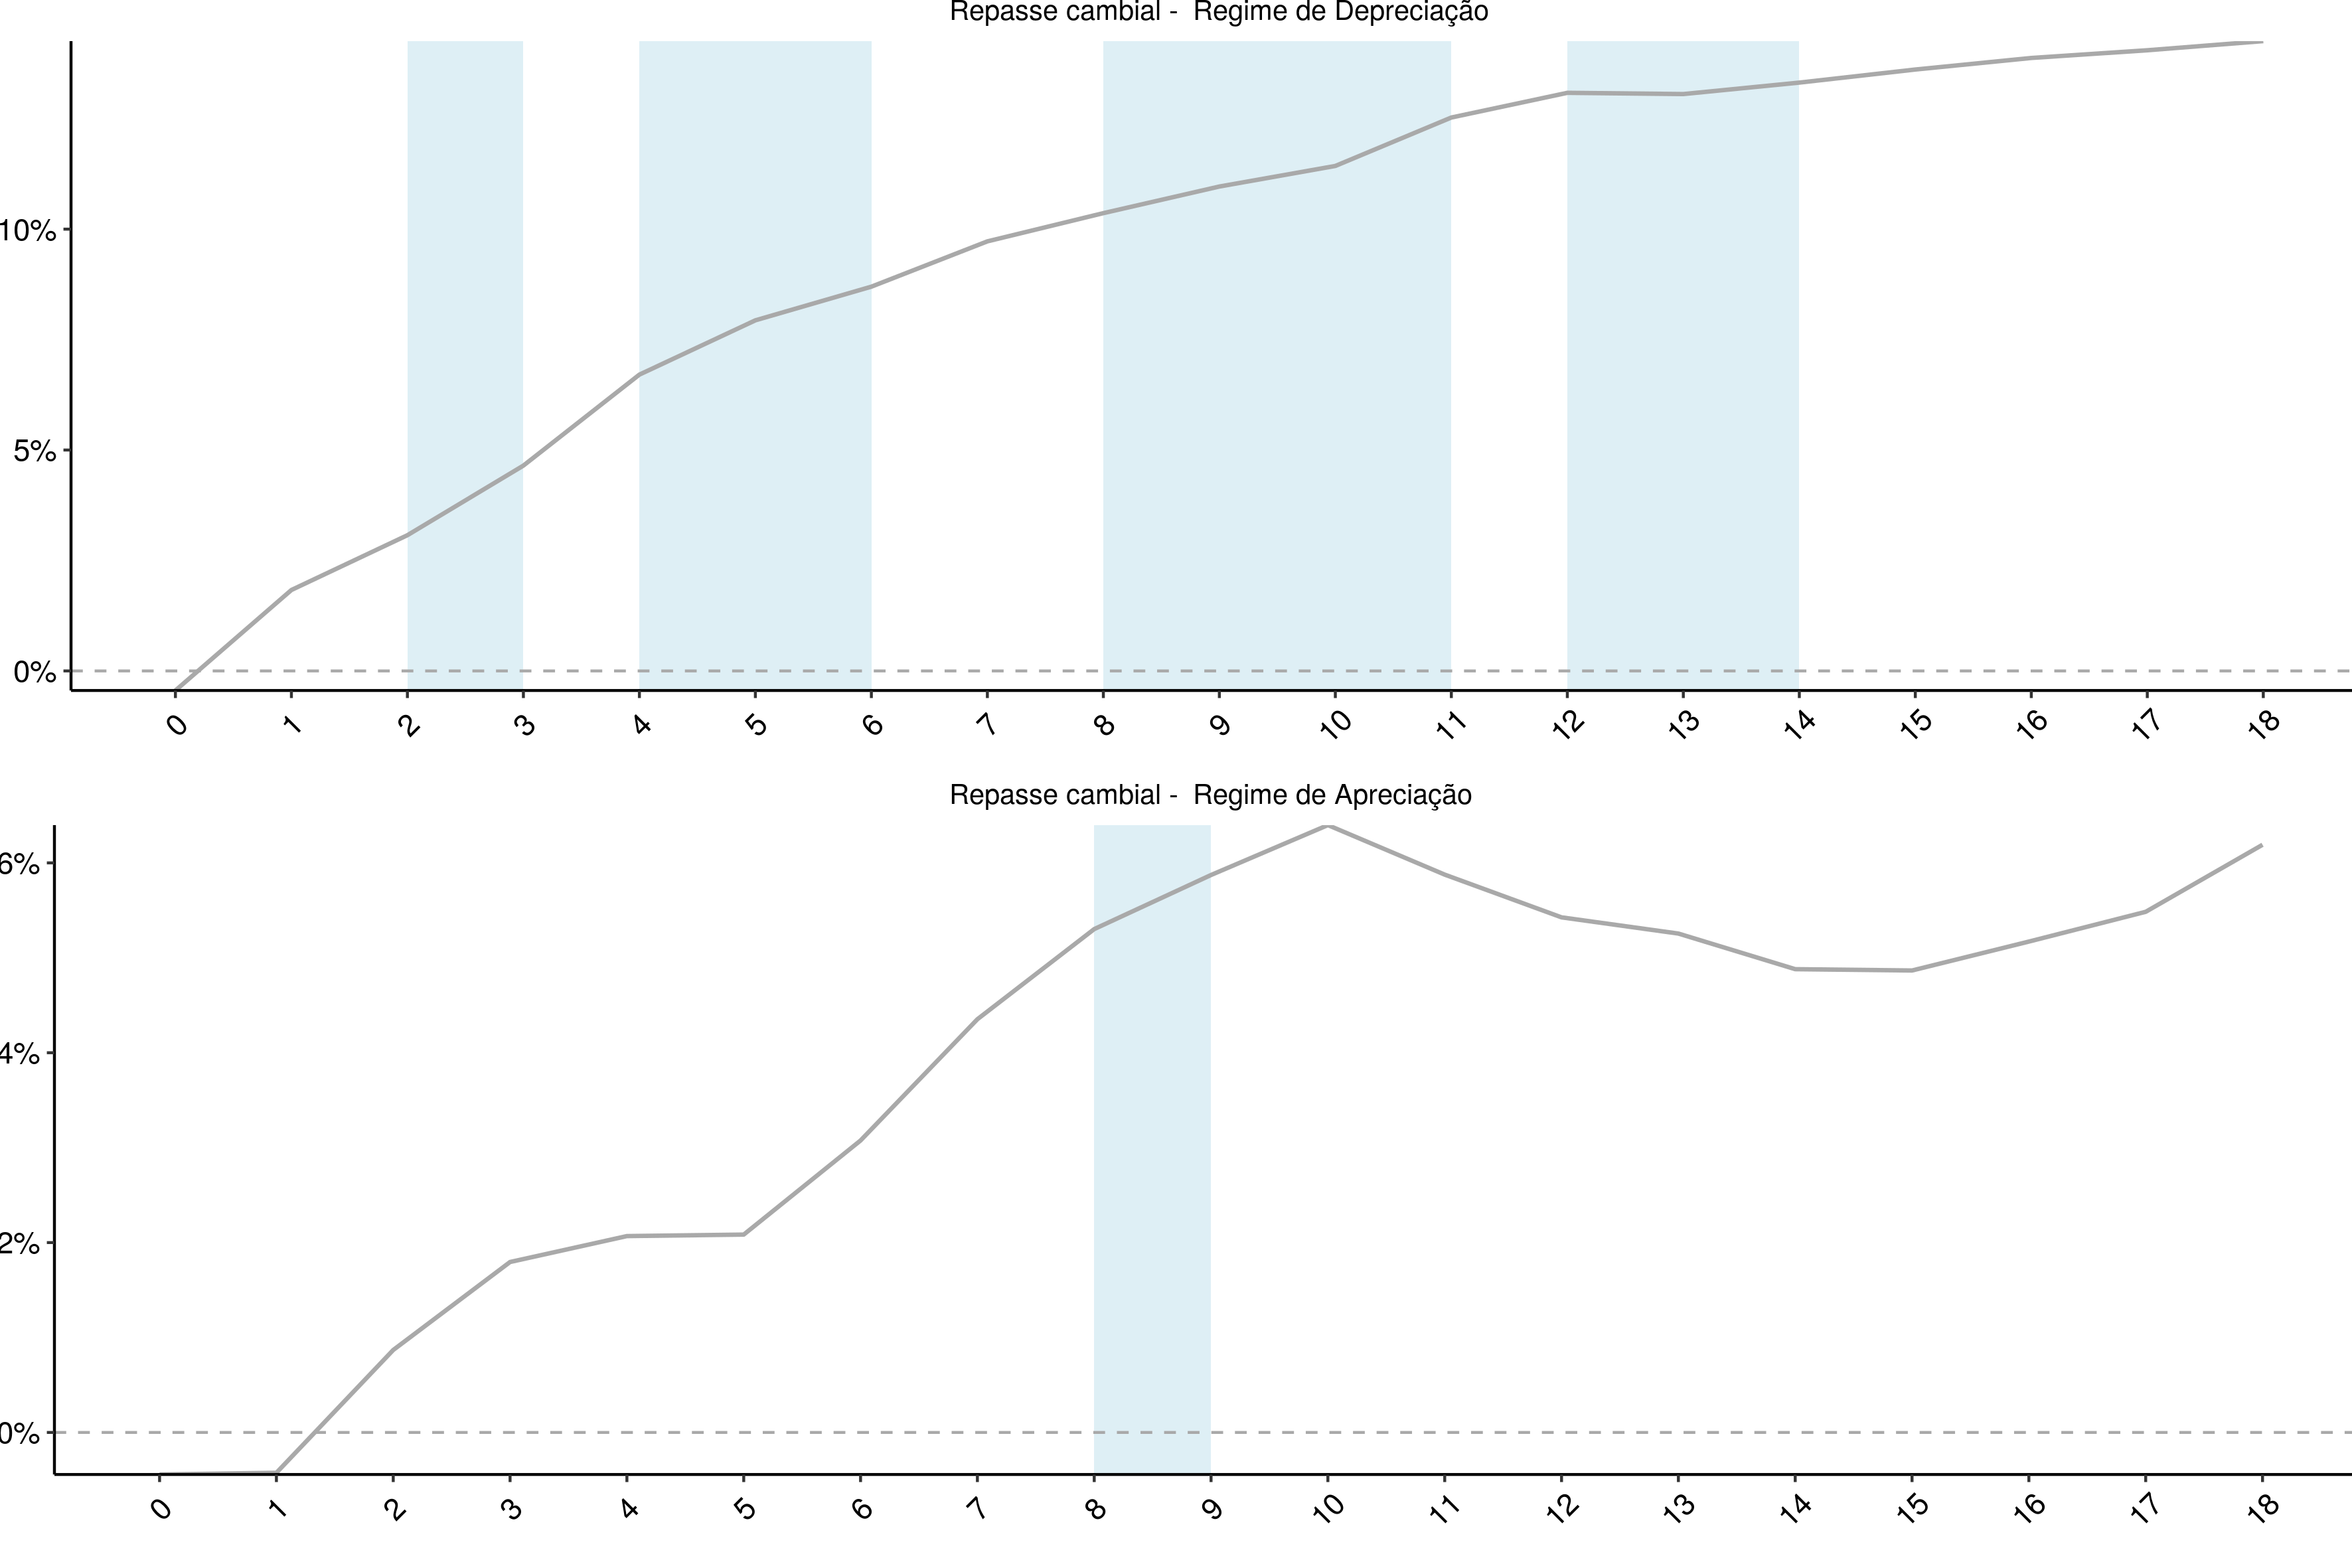 Repasse cambial -  Regime de Depreciação
10%
5%
0%
0 1 2 3 4 5 6 7 8 9 10 11 12 13 14 15 16 17 18
Repasse cambial -  Regime de Apreciação
6%
4%
2%
0%
0 1 2 3 4 5 6 7 8 9 10 11 12 13 14 15 16 17 18